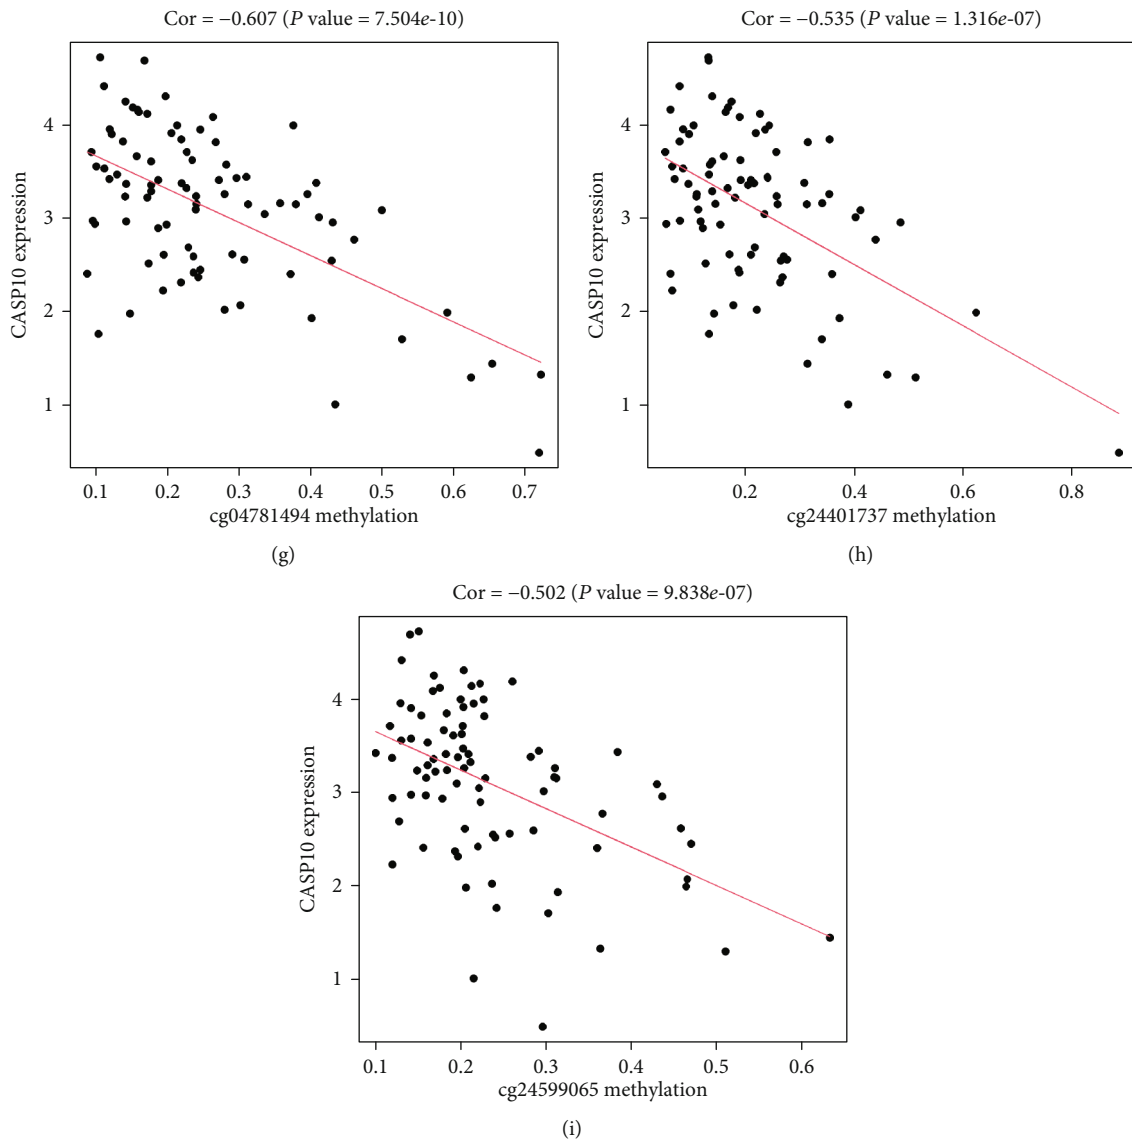 Cor = −0.607 (P value = 7.504e-10)
CASP10 expression
4
3
2
1
0.1 0.2 0.3 0.4 0.5 0.6 0.7
cg04781494 methylation
(g)
Cor = −0.535 (P value = 1.316e-07)
CASP10 expression
4
3
2
1
0.2 0.4 0.6 0.8
cg24401737 methylation
(h)
Cor = −0.502 (P value = 9.838e-07)
CASP10 expression
4
3
2
1
0.1 0.2 0.3 0.4 0.5 0.6
cg24599065 methylation
(i)